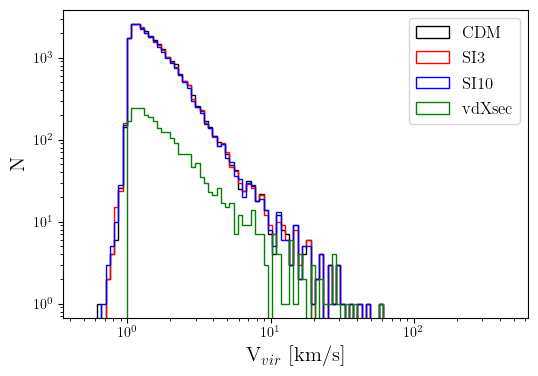 CDM
SI3
SI10
vdXsec
N
10³
10²
10¹
10⁰
10⁰ 10¹ 10²
V_vir [km/s]